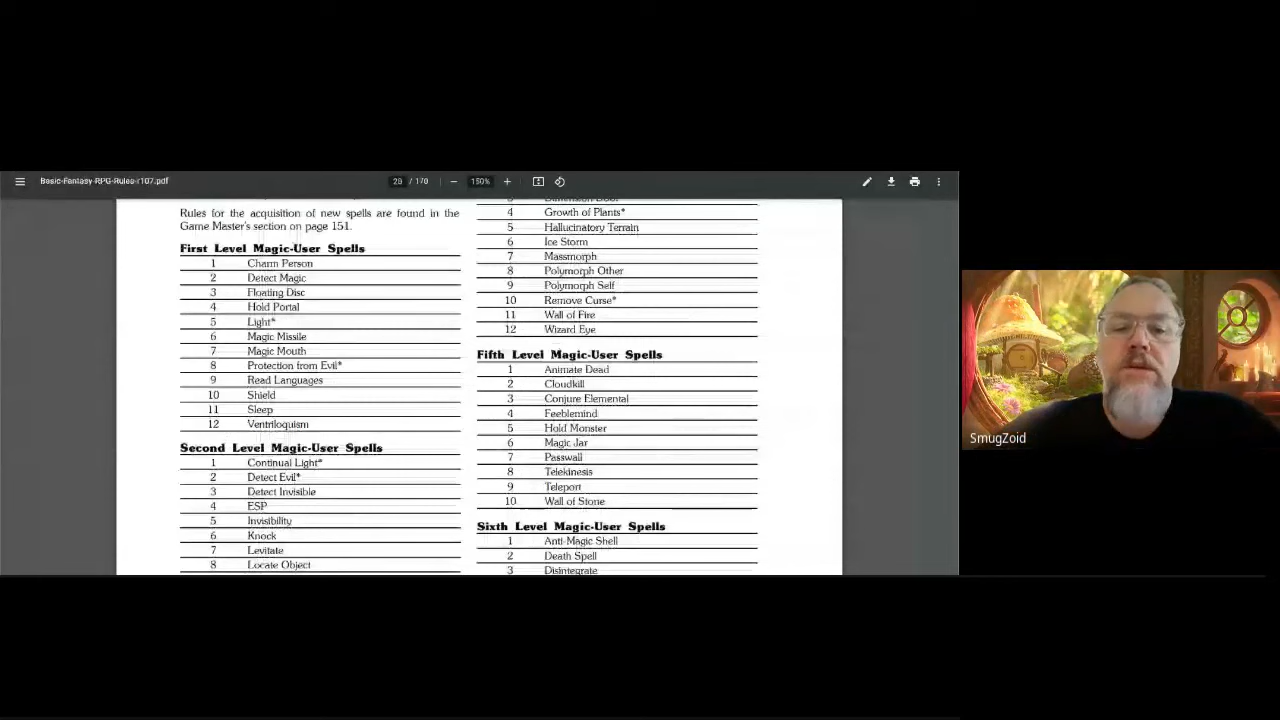 Basic-Fantasy-RPG-Rules-r107.pdf
20 / 170
150%
Rules for the acquisition of new spells are found in the
Game Master's section on page 151.
First Level Magic-User Spells
1 Charm Person
2 Detect Magic
3 Floating Disc
4 Hold Portal
5 Light*
6 Magic Missile
7 Magic Mouth
8 Protection from Evil*
9 Read Languages
10 Shield
11 Sleep
12 Ventriloquism
Second Level Magic-User Spells
1 Continual Light*
2 Detect Evil*
3 Detect Invisible
4 ESP
5 Invisibility
6 Knock
7 Levitate
8 Locate Object
3 Dimension Door
4 Growth of Plants*
5 Hallucinatory Terrain
6 Ice Storm
7 Massmorph
8 Polymorph Other
9 Polymorph Self
10 Remove Curse*
11 Wall of Fire
12 Wizard Eye
Fifth Level Magic-User Spells
1 Animate Dead
2 Cloudkill
3 Conjure Elemental
4 Feeblemind
5 Hold Monster
6 Magic Jar
7 Passwall
8 Telekinesis
9 Teleport
10 Wall of Stone
Sixth Level Magic-User Spells
1 Anti-Magic Shell
2 Death Spell
3 Disintegrate
SmugZoid